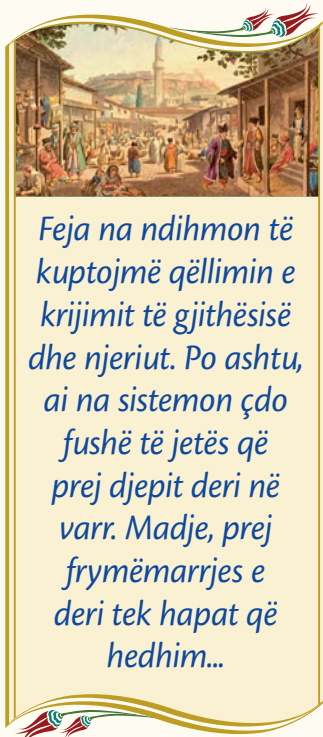 Feja na ndihmon të
kuptojmë qëllimin e
krijimit të gjithësisë
dhe njeriut. Po ashtu,
ai na sistemon çdo
fushë të jetës që
prej djepit deri në
varr. Madje, prej
frymëmarrjes e
deri tek hapat që
hedhim...